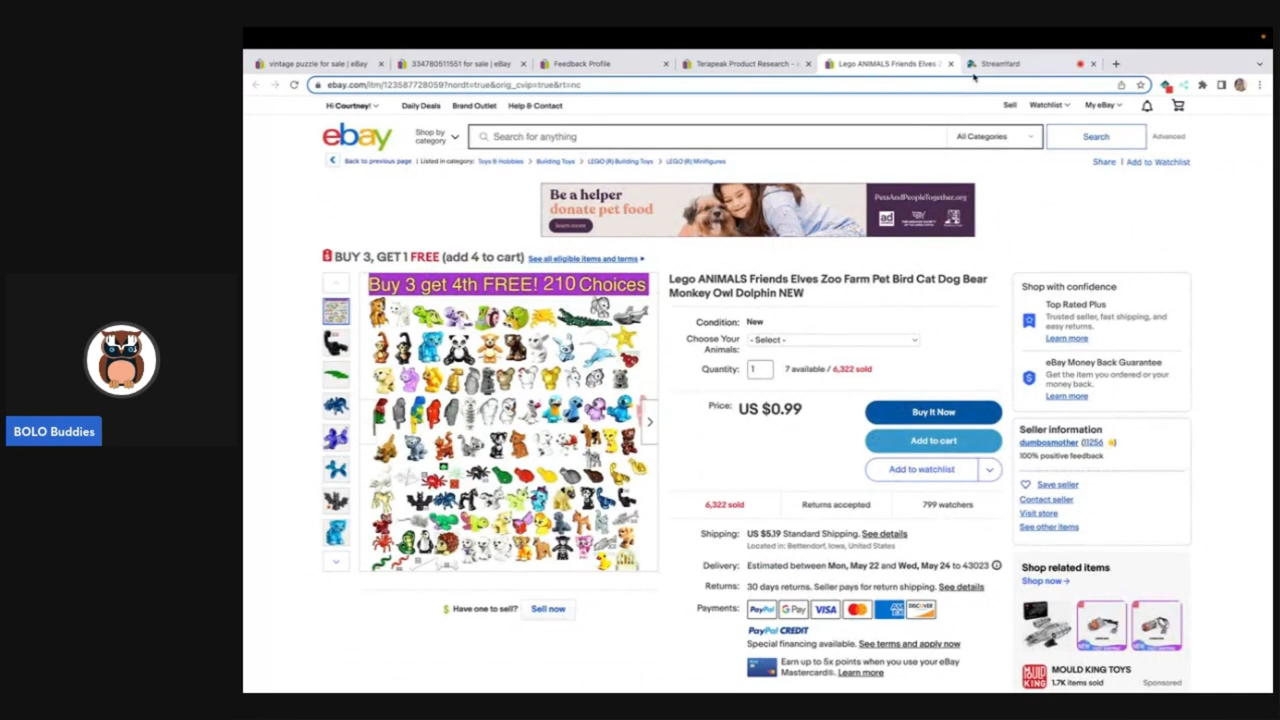 vintage puzzle for sale | eBay
334780511551 for sale | eBay
Feedback Profile
Terapeak Product Research -
Lego ANIMALS Friends Elves
StreamYard
ebay.com/itm/123587728059?nordt=true&orig_cvip=true&rt=nc
Hi Courtney!
Daily Deals
Brand Outlet
Help & Contact
Sell
Watchlist
My eBay
ebay
Shop by category
Search for anything
All Categories
Search
Advanced
Back to previous page | Listed in category: Toys & Hobbies > Building Toys > LEGO (R) Building Toys > LEGO (R) Minifigures
Share | Add to Watchlist
Be a helper
donate pet food
learn more
PetsAndPeopleTogether.org
ad
BUY 3, GET 1 FREE (add 4 to cart) See all eligible items and terms
Buy 3 get 4th FREE! 210 Choices
Lego ANIMALS Friends Elves Zoo Farm Pet Bird Cat Dog Bear
Monkey Owl Dolphin NEW
Condition: New
Choose Your Animals: - Select -
Quantity: 1 7 available / 6,322 sold
Price: US $0.99
Buy It Now
Add to cart
Add to watchlist
6,322 sold
Returns accepted
799 watchers
Shipping: US $5.19 Standard Shipping. See details
Located in: Bettendorf, Iowa, United States
Delivery: Estimated between Mon, May 22 and Wed, May 24 to 43023
Returns: 30 days returns. Seller pays for return shipping. See details
Payments: PayPal G Pay VISA DISCOVER
PayPal CREDIT
Special financing available. See terms and apply now
Earn up to 5x points when you use your eBay
Mastercard®. Learn more
Have one to sell? Sell now
Shop with confidence
Top Rated Plus
Trusted seller, fast shipping, and
easy returns.
Learn more
eBay Money Back Guarantee
Get the item you ordered or your
money back.
Learn more
Seller information
dumbosmother (11256)
100% positive feedback
Save seller
Contact seller
Visit store
See other items
Shop related items
Shop now
MOULD KING
MOULD KING TOYS
1.7K items sold
Sponsored
BOLO Buddies